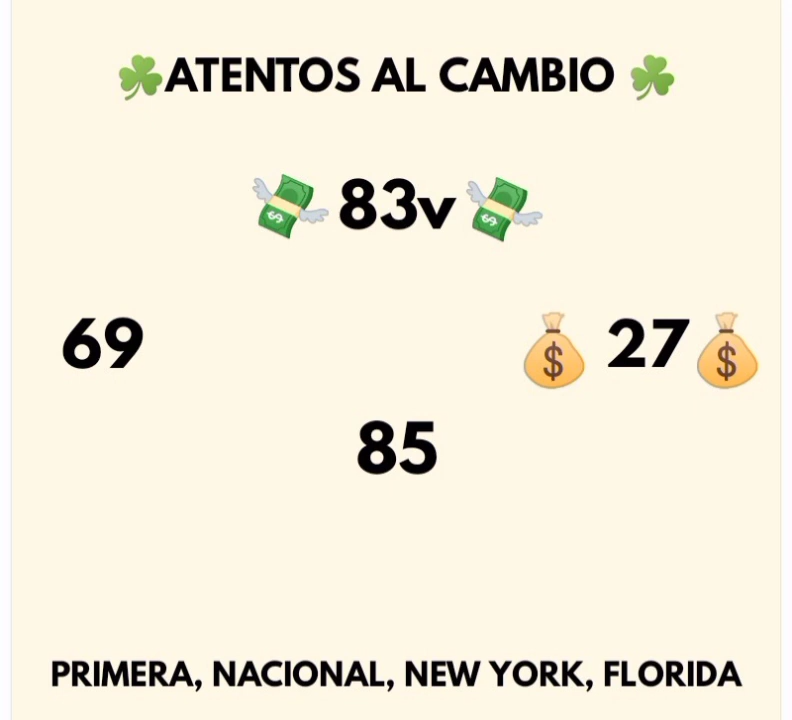 ☘️ATENTOS AL CAMBIO ☘️
💸 83v 💸
69 💰 27 💰
85
PRIMERA, NACIONAL, NEW YORK, FLORIDA